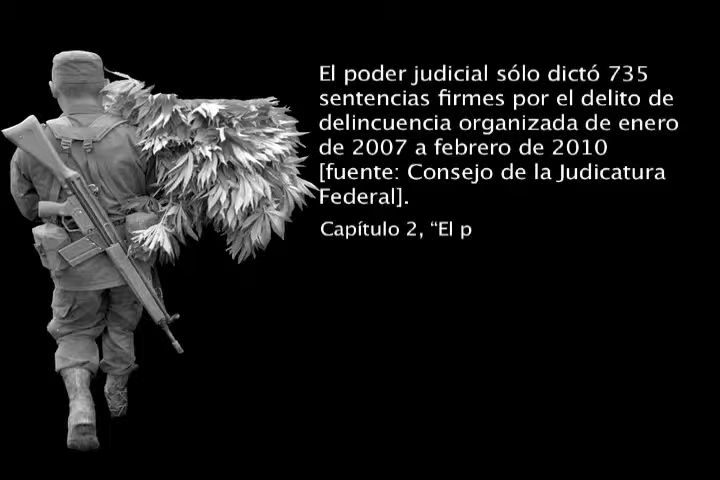 El poder judicial sólo dictó 735
sentencias firmes por el delito de
delincuencia organizada de enero
de 2007 a febrero de 2010
[fuente: Consejo de la Judicatura
Federal].
Capítulo 2, “El p